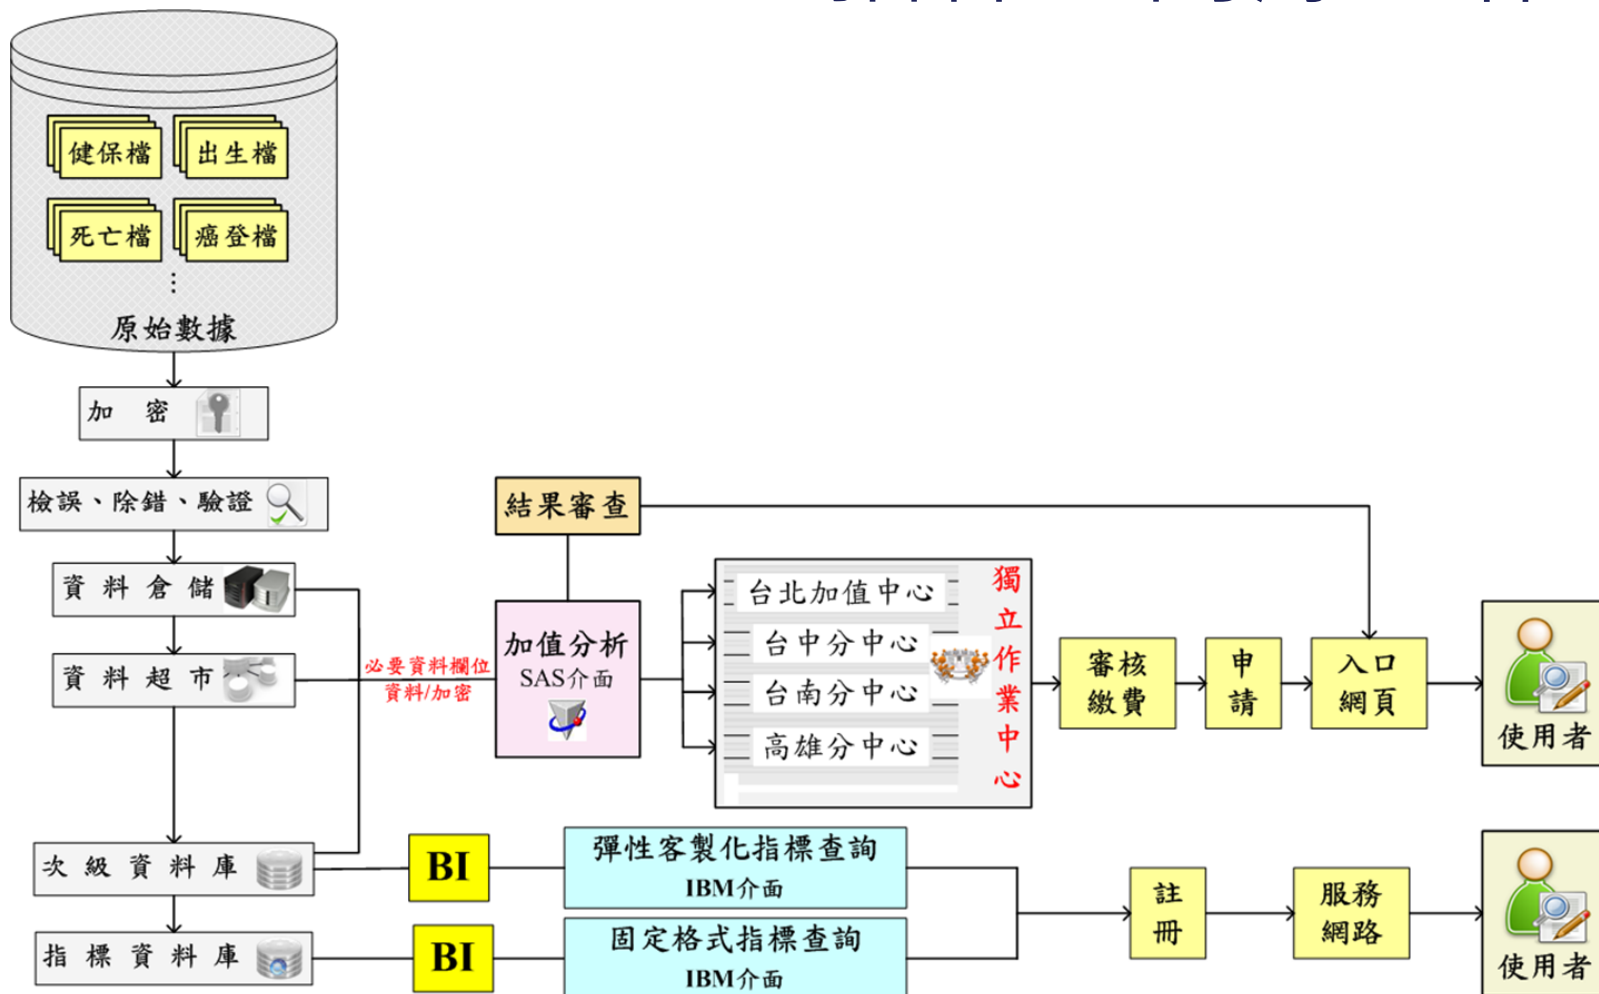 健保檔
出生檔
死亡檔
癌登檔
⋮
原始數據
加 密
檢誤、除錯、驗證
資 料 倉 儲
資 料 超 市
次 級 資 料 庫
指 標 資 料 庫
必要資料欄位
資料/加密
結果審查
加值分析
SAS介面
台北加值中心
台中分中心
台南分中心
高雄分中心
獨立作業中心
審核
繳費
申請
入口
網頁
使用者
BI
彈性客製化指標查詢
IBM介面
BI
固定格式指標查詢
IBM介面
註冊
服務
網路
使用者